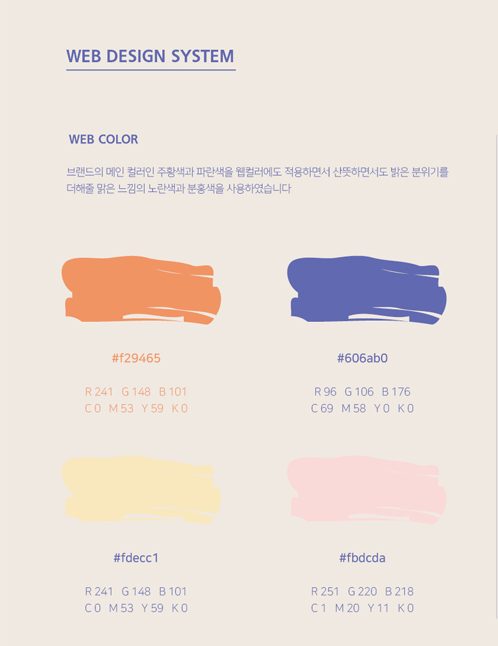 WEB DESIGN SYSTEM
WEB COLOR
브랜드의 메인 컬러인 주황색과 파란색을 웹컬러에도 적용하면서 산뜻하면서도 밝은 분위기를
더해줄 맑은 느낌의 노란색과 분홍색을 사용하였습니다
#f29465
R 241 G 148 B 101
C 0 M 53 Y 59 K 0
#606ab0
R 96 G 106 B 176
C 69 M 58 Y 0 K 0
#fdecc1
R 241 G 148 B 101
C 0 M 53 Y 59 K 0
#fbdcda
R 251 G 220 B 218
C 1 M 20 Y 11 K 0